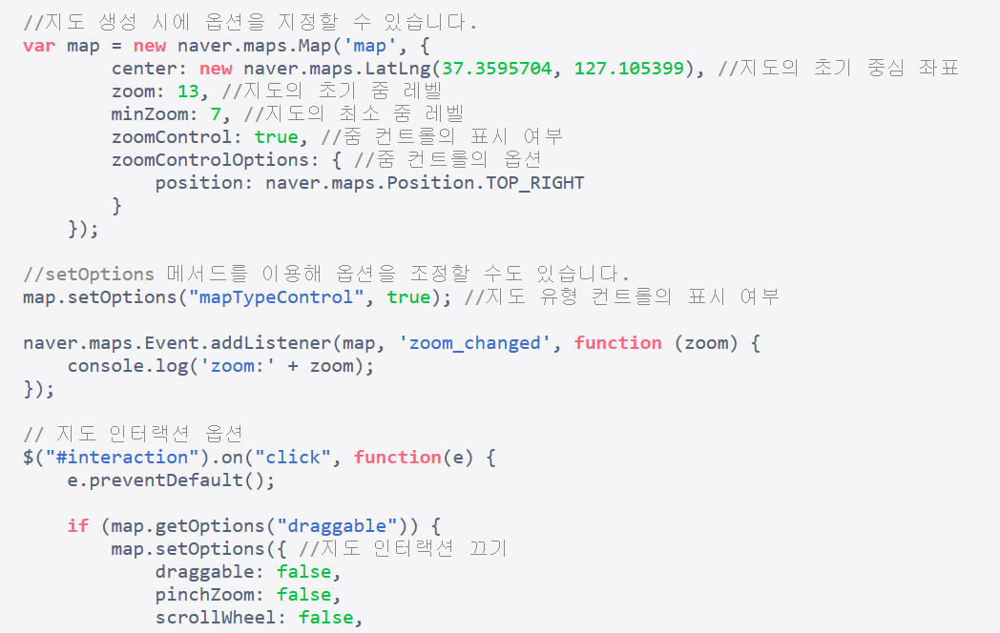 //지도 생성 시에 옵션을 지정할 수 있습니다.
var map = new naver.maps.Map('map', {
        center: new naver.maps.LatLng(37.3595704, 127.105399), //지도의 초기 중심 좌표
        zoom: 13, //지도의 초기 줌 레벨
        minZoom: 7, //지도의 최소 줌 레벨
        zoomControl: true, //줌 컨트롤의 표시 여부
        zoomControlOptions: { //줌 컨트롤의 옵션
            position: naver.maps.Position.TOP_RIGHT
        }
    });

//setOptions 메서드를 이용해 옵션을 조정할 수도 있습니다.
map.setOptions("mapTypeControl", true); //지도 유형 컨트롤의 표시 여부

naver.maps.Event.addListener(map, 'zoom_changed', function (zoom) {
    console.log('zoom:' + zoom);
});

// 지도 인터랙션 옵션
$("#interaction").on("click", function(e) {
    e.preventDefault();

    if (map.getOptions("draggable")) {
        map.setOptions({ //지도 인터랙션 끄기
            draggable: false,
            pinchZoom: false,
            scrollWheel: false,